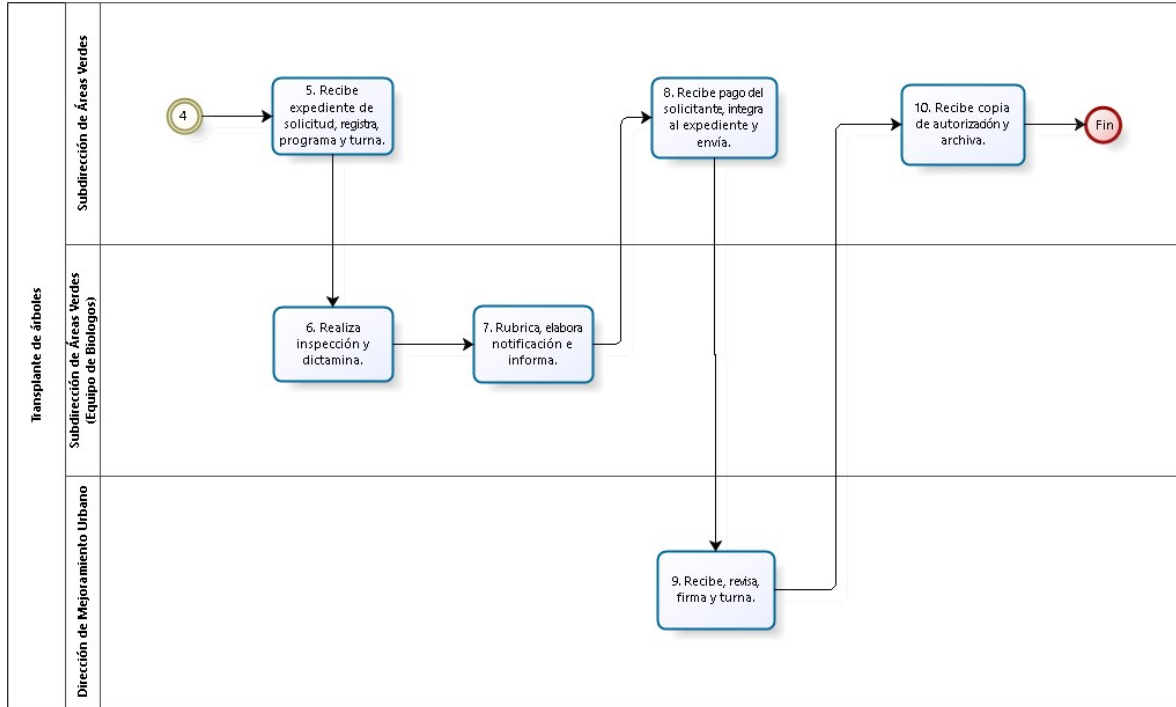 Transplante de árboles
Subdirección de Áreas Verdes
4
5. Recibe
expediente de
solicitud, registra,
programa y turna.
8. Recibe pago del
solicitante, integra
al expediente y
envía.
10. Recibe copia
de autorización y
archiva.
Fin
Subdirección de Áreas Verdes
(Equipo de Biologos)
6. Realiza
inspección y
dictamina.
7. Rubrica, elabora
notificación e
informa.
Dirección de Mejoramiento Urbano
9. Recibe, revisa,
firma y turna.